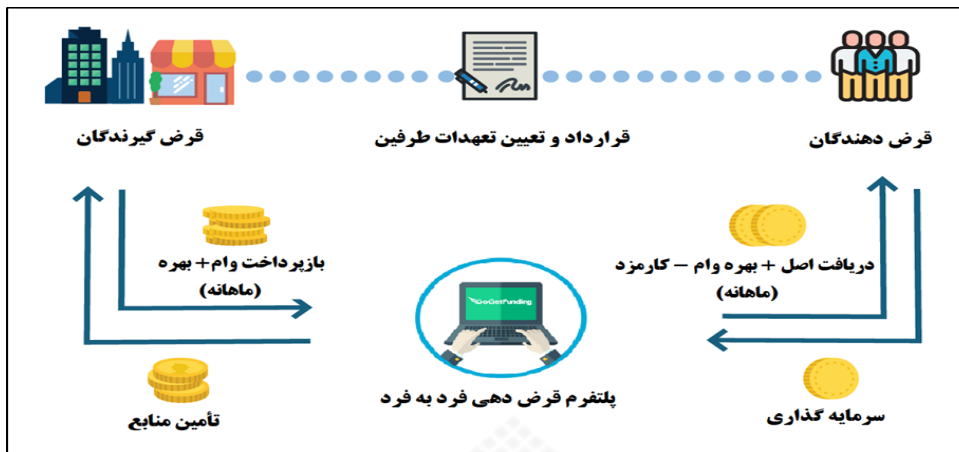 قرض دهندگان
قرارداد و تعیین تعهدات طرفین
قرض گیرندگان
دریافت اصل + بهره وام – کارمزد
(ماهانه)
بازپرداخت وام+ بهره
(ماهانه)
GoGetFunding
سرمایه گذاری
پلتفرم قرض دهی فرد به فرد
تأمین منابع